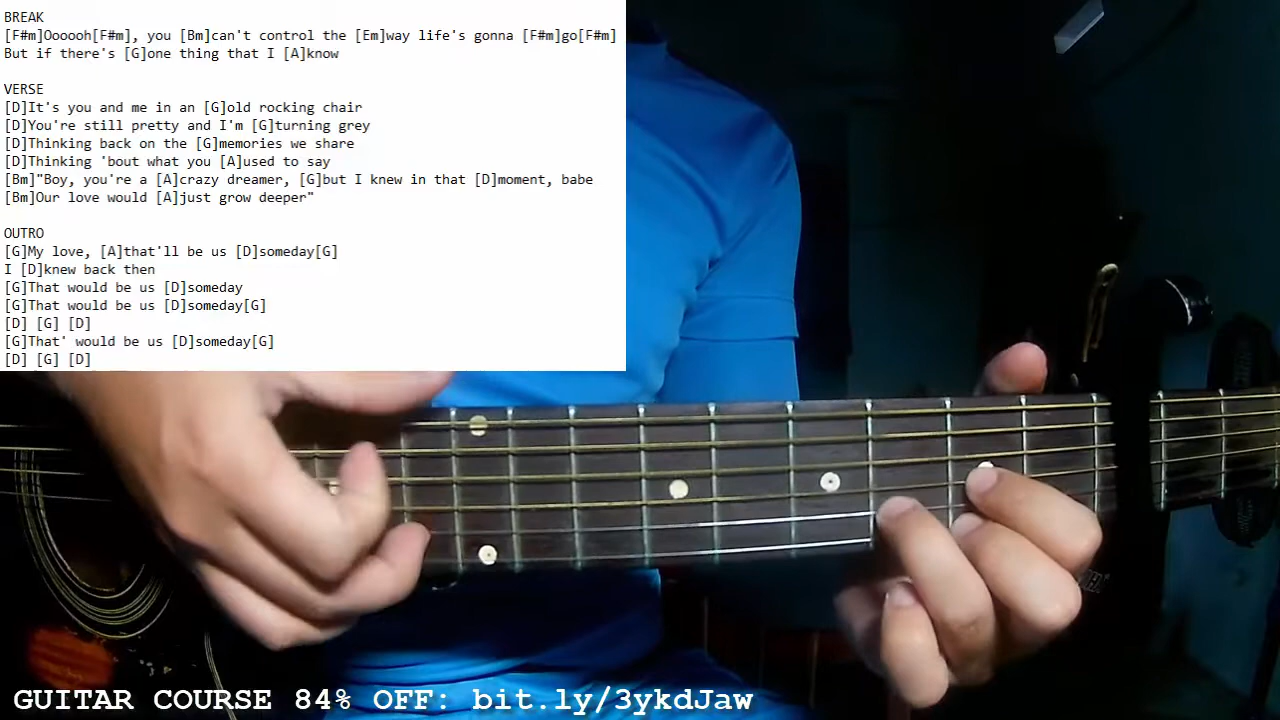 BREAK
[F#m]Oooooh[F#m], you [Bm]can't control the [Em]way life's gonna [F#m]go[F#m]
But if there's [G]one thing that I [A]know
VERSE
[D]It's you and me in an [G]old rocking chair
[D]You're still pretty and I'm [G]turning grey
[D]Thinking back on the [G]memories we share
[D]Thinking 'bout what you [A]used to say
[Bm]"Boy, you're a [A]crazy dreamer, [G]but I knew in that [D]moment, babe
[Bm]Our love would [A]just grow deeper"
OUTRO
[G]My love, [A]that'll be us [D]someday[G]
I [D]knew back then
[G]That would be us [D]someday
[G]That would be us [D]someday[G]
[D] [G] [D]
[G]That' would be us [D]someday[G]
[D] [G] [D]
GUITAR COURSE 84% OFF: bit.ly/3ykdJaw